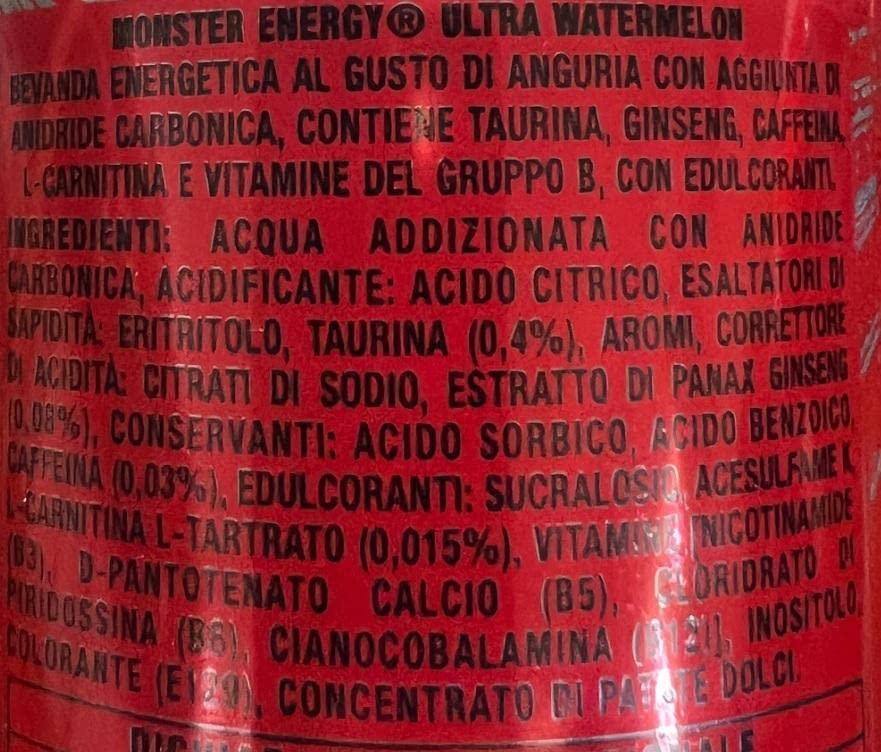 MONSTER ENERGY® ULTRA WATERMELON
BEVANDA ENERGETICA AL GUSTO DI ANGURIA CON AGGIUNTA DI
ANIDRIDE CARBONICA, CONTIENE TAURINA, GINSENG, CAFFEINA,
L-CARNITINA E VITAMINE DEL GRUPPO B, CON EDULCORANTI.
INGREDIENTI: ACQUA ADDIZIONATA CON ANIDRIDE
CARBONICA, ACIDIFICANTE: ACIDO CITRICO, ESALTATORI DI
SAPIDITÀ: ERITRITOLO, TAURINA (0,4%), AROMI, CORRETTORE
DI ACIDITÀ: CITRATI DI SODIO, ESTRATTO DI PANAX GINSENG
(0,08%), CONSERVANTI: ACIDO SORBICO, ACIDO BENZOICO,
CAFFEINA (0,03%), EDULCORANTI: SUCRALOSIO, ACESULFAME K,
L-CARNITINA L-TARTRATO (0,015%), VITAMINE [NICOTINAMIDE
(B3), D-PANTOTENATO CALCIO (B5), CLORIDRATO DI
PIRIDOSSINA (B6), CIANOCOBALAMINA (B12)], INOSITOLO,
COLORANTE (E129), CONCENTRATO DI PATATE DOLCI.